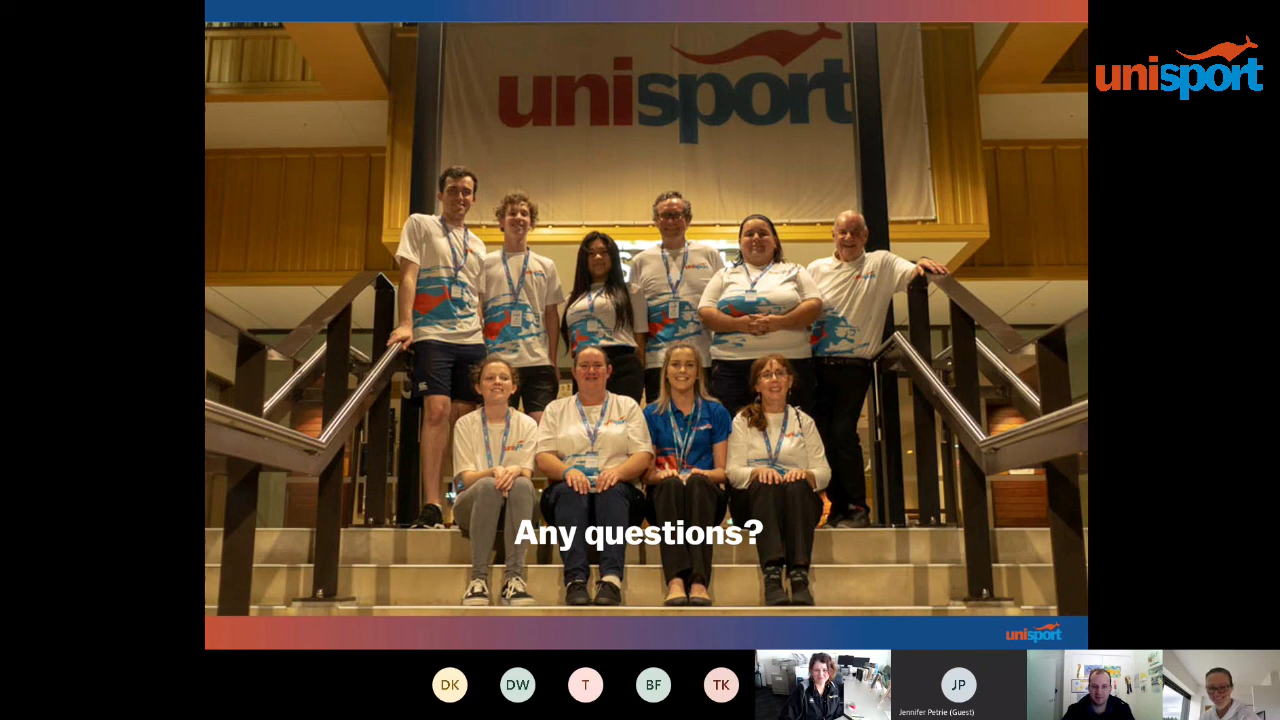 unisport
unisport
Any questions?
unisport
DK
DW
T
BF
TK
JP
Jennifer Petrie (Guest)